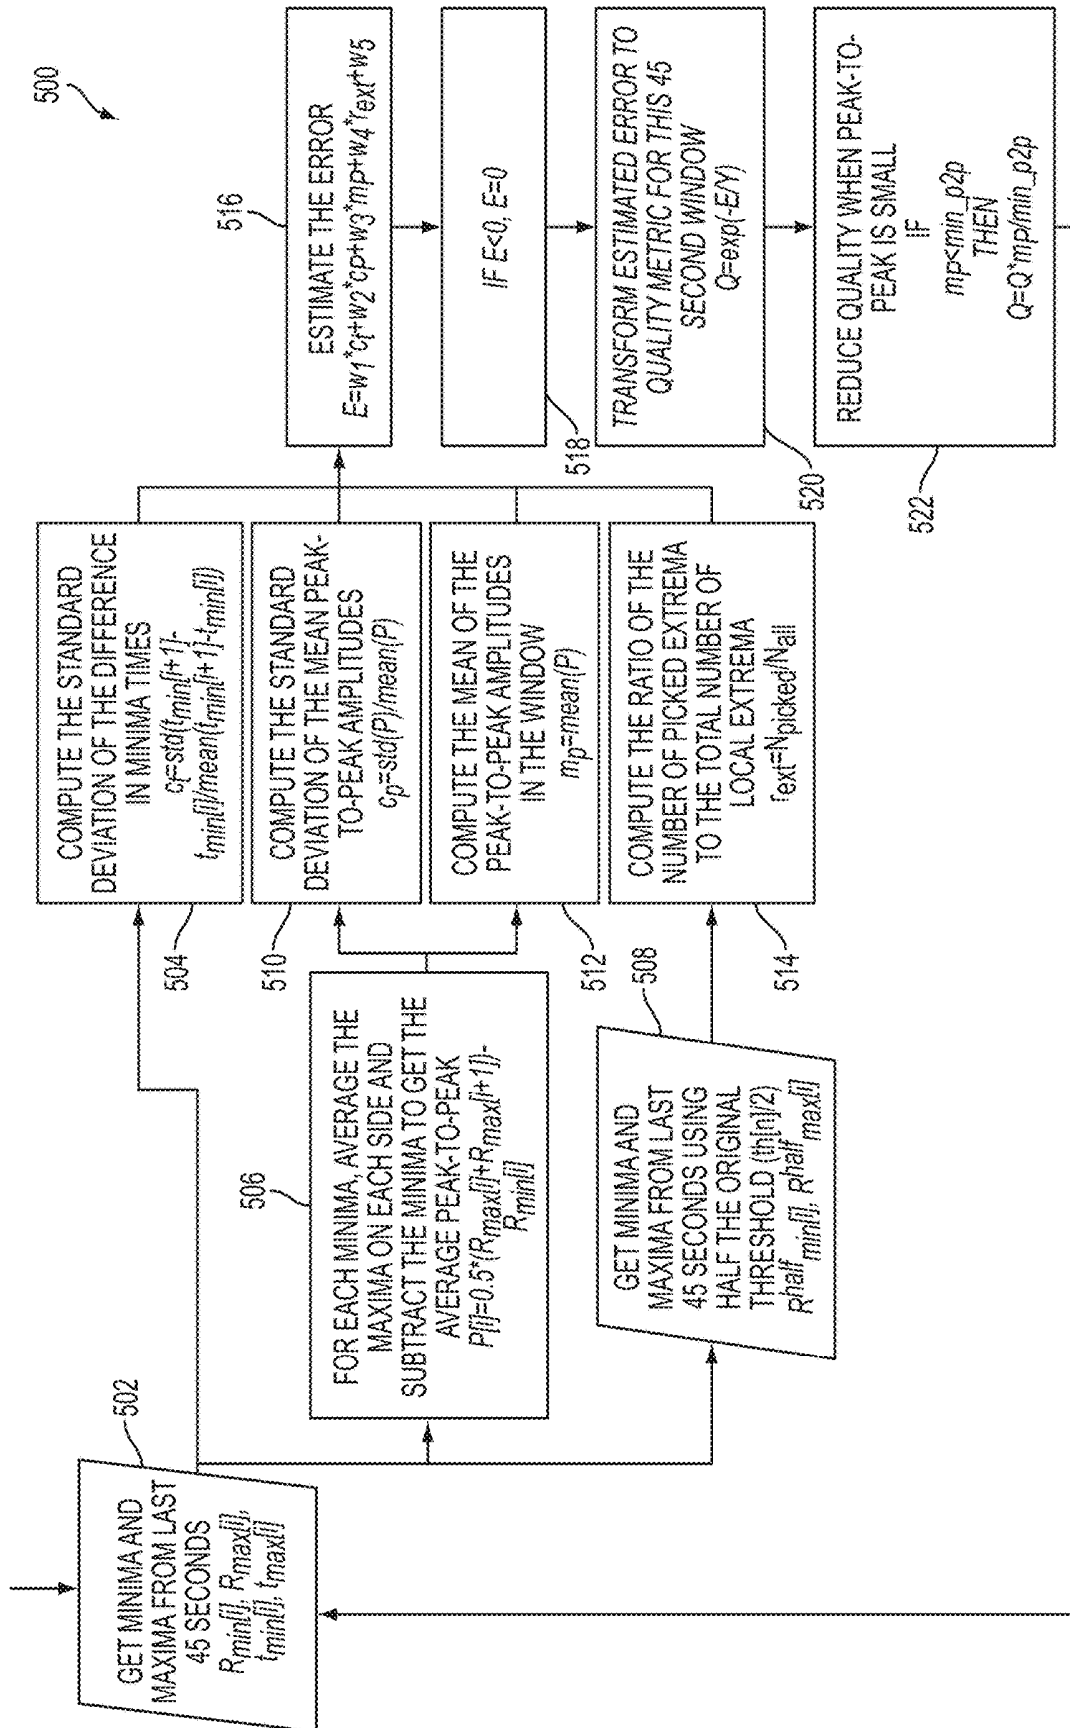 500
502
GET MINIMA AND
MAXIMA FROM LAST
45 SECONDS
Rmin[i], Rmax[i],
tmin[i], tmax[i]
504
COMPUTE THE STANDARD
DEVIATION OF THE DIFFERENCE
IN MINIMA TIMES
ct=std(tmin[i+1]-
tmin[i]/mean(tmin[i+1]-tmin[i])
506
FOR EACH MINIMA, AVERAGE THE
MAXIMA ON EACH SIDE AND
SUBTRACT THE MINIMA TO GET THE
AVERAGE PEAK-TO-PEAK
P[i]=0.5*(Rmax[i]+Rmax[i+1])-
Rmin[i]
510
COMPUTE THE STANDARD
DEVIATION OF THE MEAN PEAK-
TO-PEAK AMPLITUDES
cp=std(P)/mean(P)
512
COMPUTE THE MEAN OF THE
PEAK-TO-PEAK AMPLITUDES
IN THE WINDOW
mp=mean(P)
508
GET MINIMA AND
MAXIMA FROM LAST
45 SECONDS USING
HALF THE ORIGINAL
THRESHOLD (th[n]/2)
R^half min[i], R^half max[i]
514
COMPUTE THE RATIO OF THE
NUMBER OF PICKED EXTREMA
TO THE TOTAL NUMBER OF
LOCAL EXTREMA
rext=Npicked/Nall
516
ESTIMATE THE ERROR
E=w1*ct+w2*cp+w3*mp+w4*rext+w5
518
IF E<0, E=0
520
TRANSFORM ESTIMATED ERROR TO
QUALITY METRIC FOR THIS 45
SECOND WINDOW
Q=exp(-E/Y)
522
REDUCE QUALITY WHEN PEAK-TO-
PEAK IS SMALL
IF
mp<min_p2p
THEN
Q=Q*mp/min_p2p